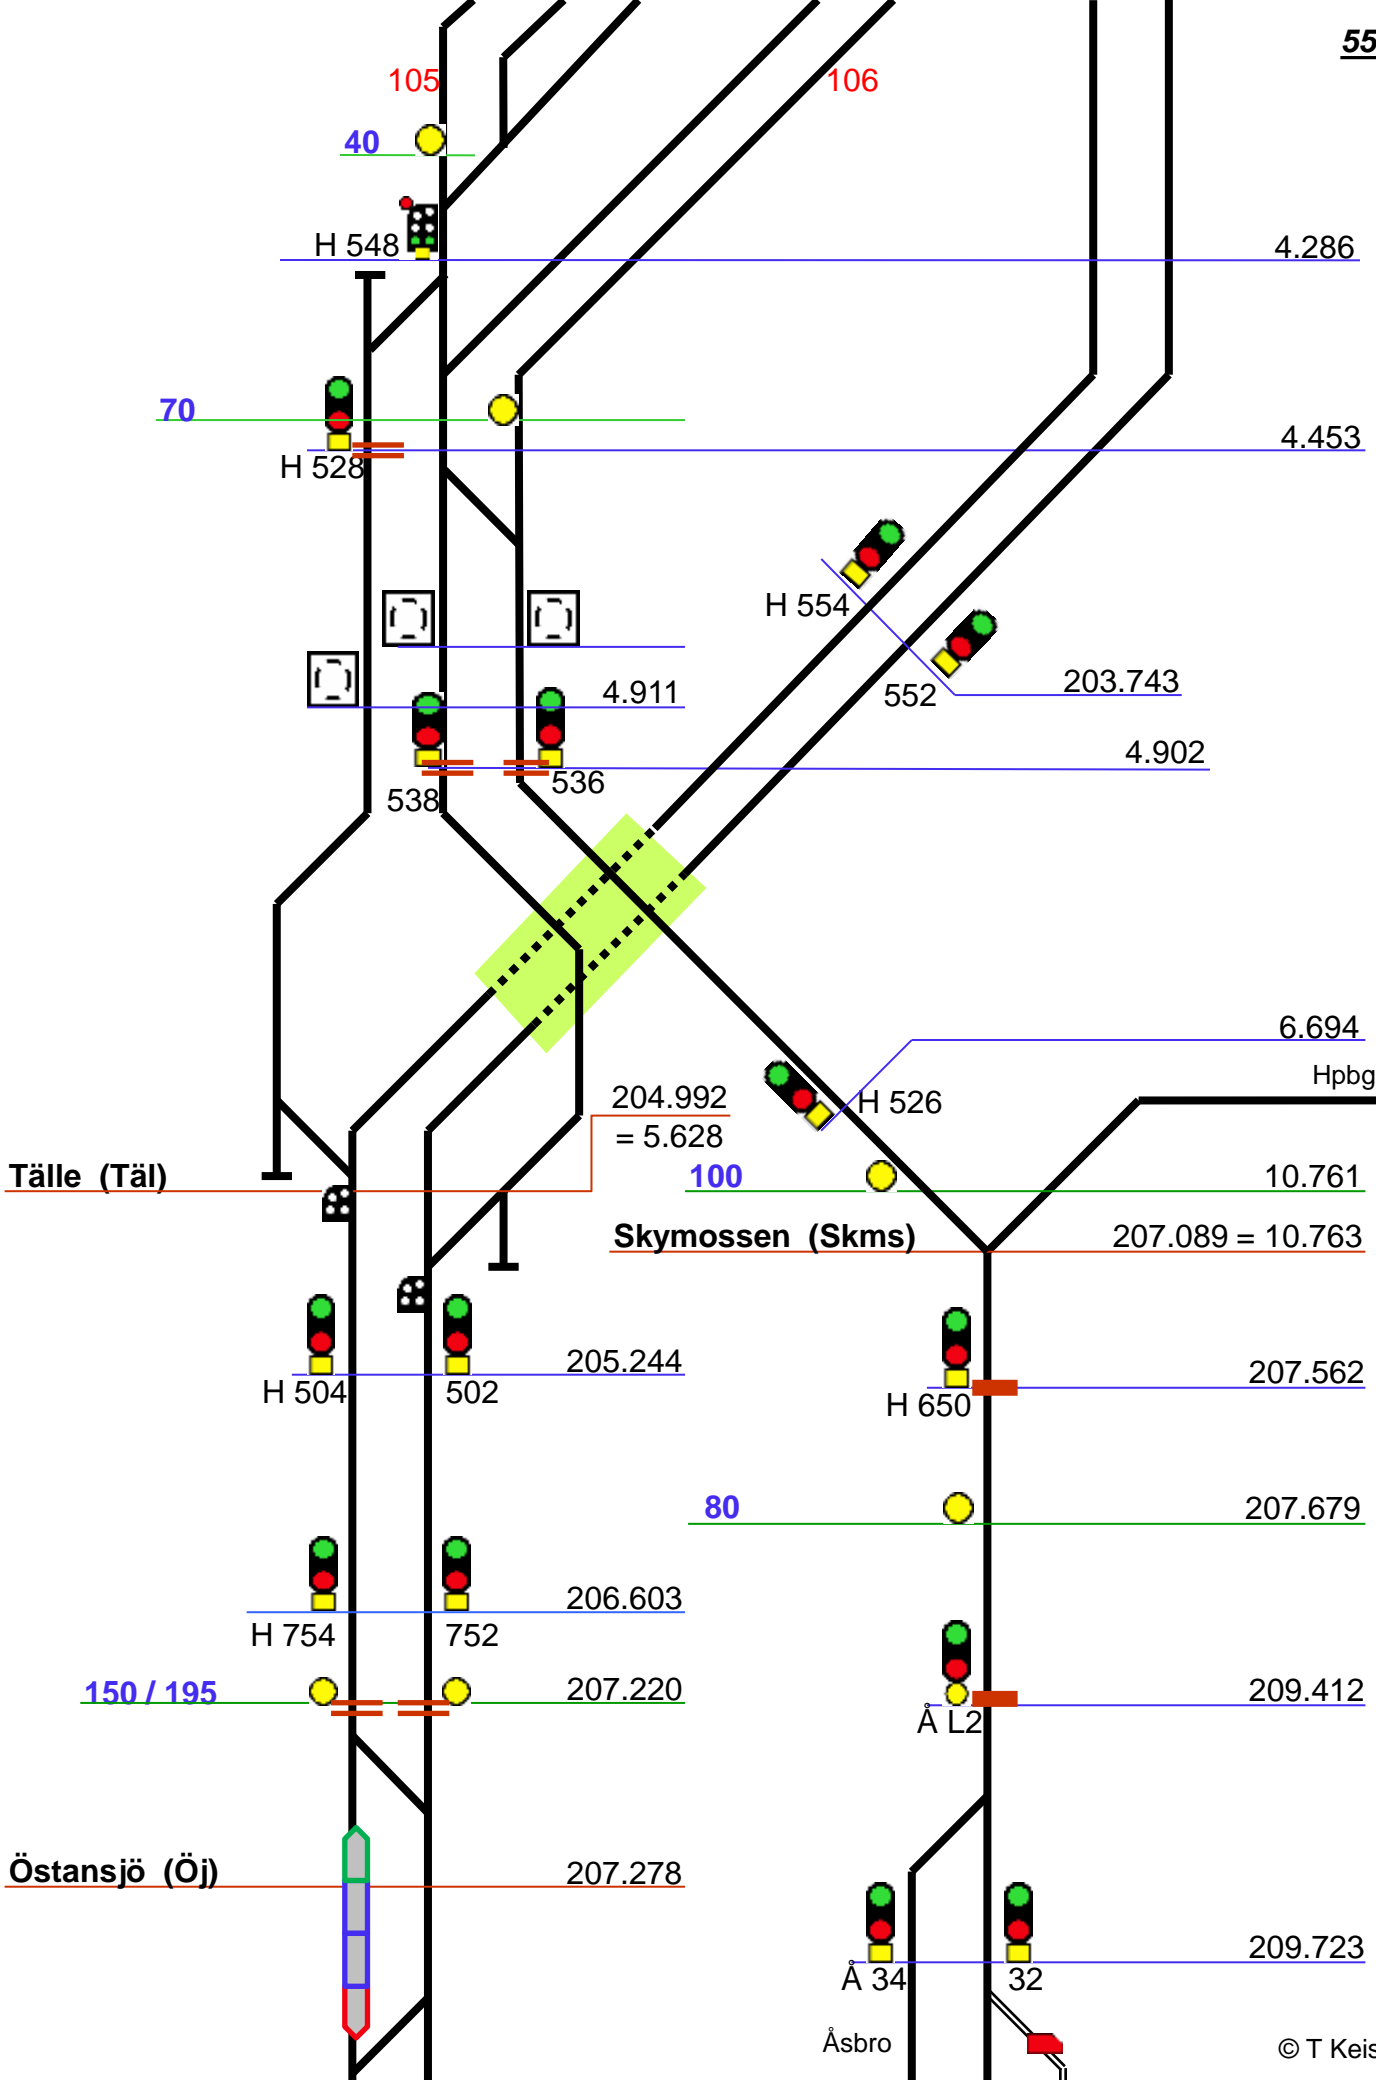 55
105
106
40
H 548
4.286
70
4.453
H 528
H 554
552
203.743
4.911
4.902
538
536
6.694
Hpbg
H 526
204.992
= 5.628
Tälle (Täl)
100
10.761
Skymossen (Skms)
207.089 = 10.763
205.244
H 504
502
207.562
H 650
80
207.679
206.603
H 754
752
150 / 195
207.220
209.412
Å L2
Östansjö (Öj)
207.278
209.723
Å 34
32
Åsbro
© T Keis